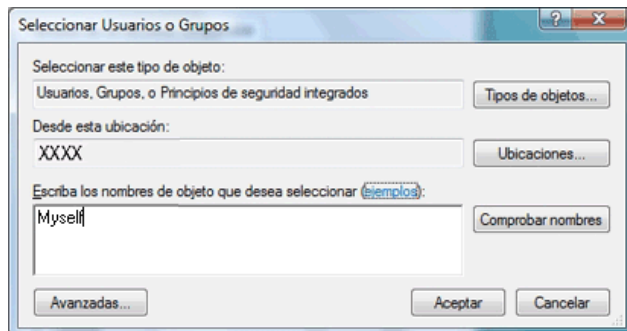 Seleccionar Usuarios o Grupos
Seleccionar este tipo de objeto:
Usuarios, Grupos, o Principios de seguridad integrados
Tipos de objetos...
Desde esta ubicación:
XXXX
Ubicaciones...
Escriba los nombres de objeto que desea seleccionar (ejemplos):
Myself
Comprobar nombres
Avanzadas...
Aceptar
Cancelar